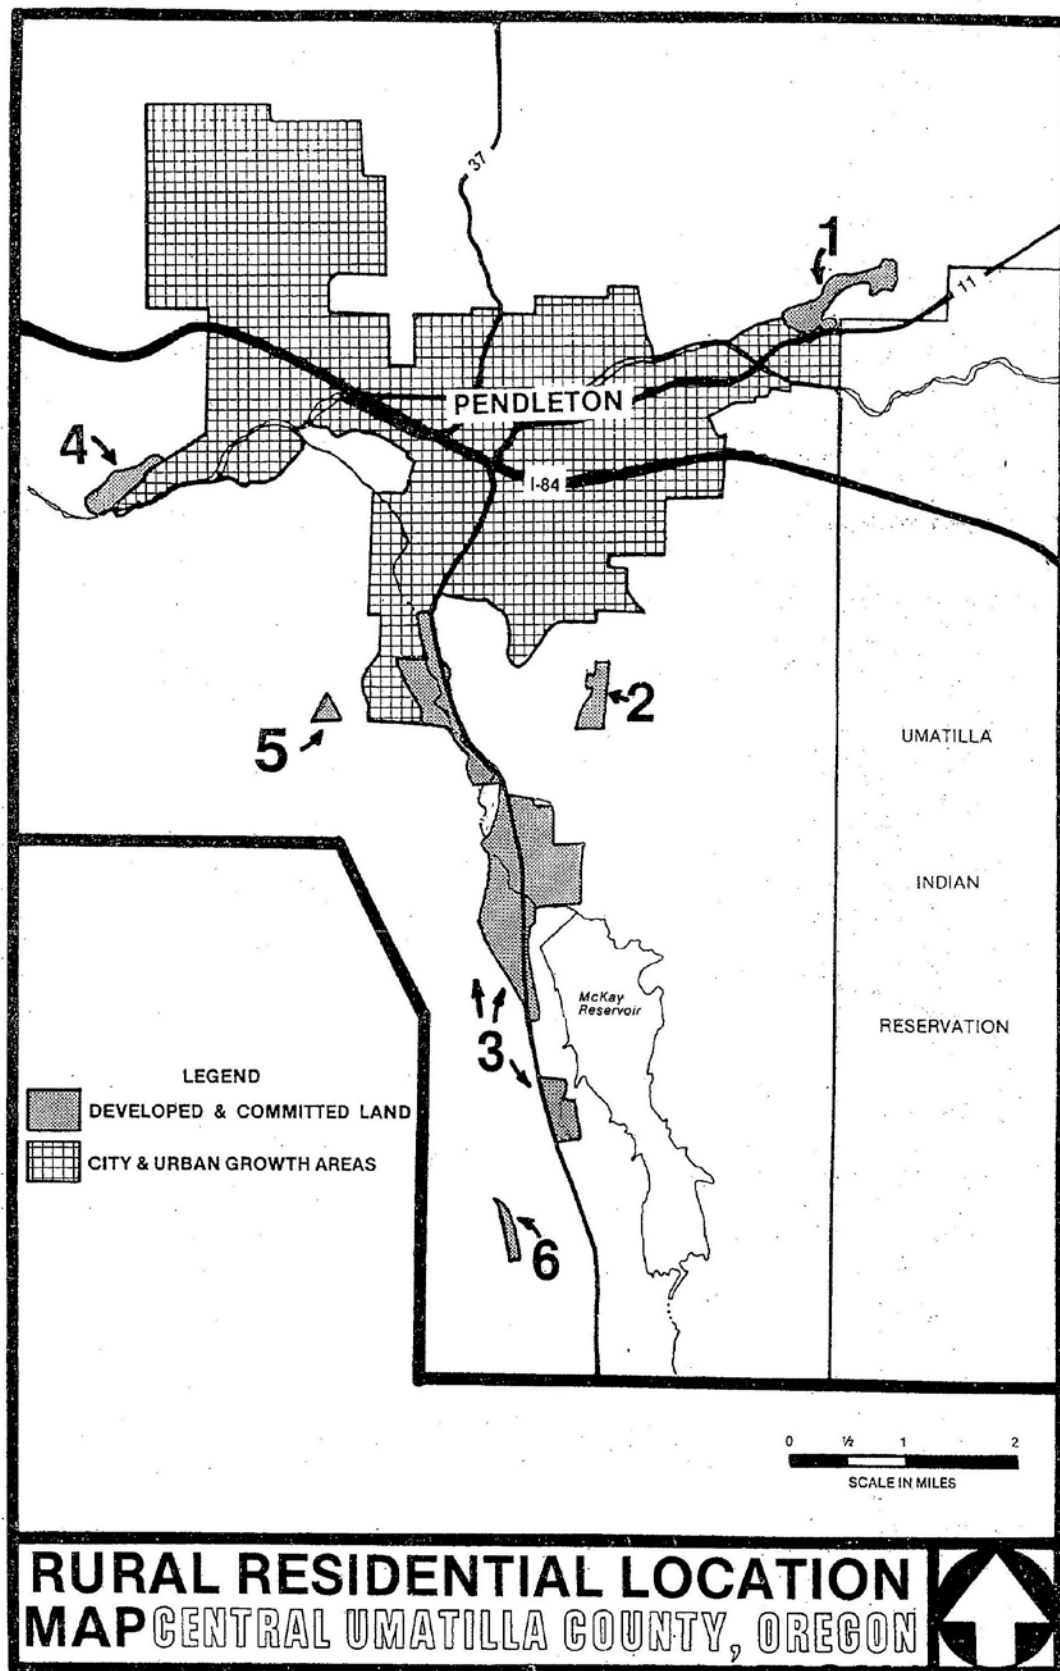 37
1
11
PENDLETON
4
I-84
2
5
UMATILLA
INDIAN
McKay
Reservoir
RESERVATION
3
LEGEND
DEVELOPED & COMMITTED LAND
CITY & URBAN GROWTH AREAS
6
0 ½ 1 2
SCALE IN MILES
RURAL RESIDENTIAL LOCATION
MAP CENTRAL UMATILLA COUNTY, OREGON